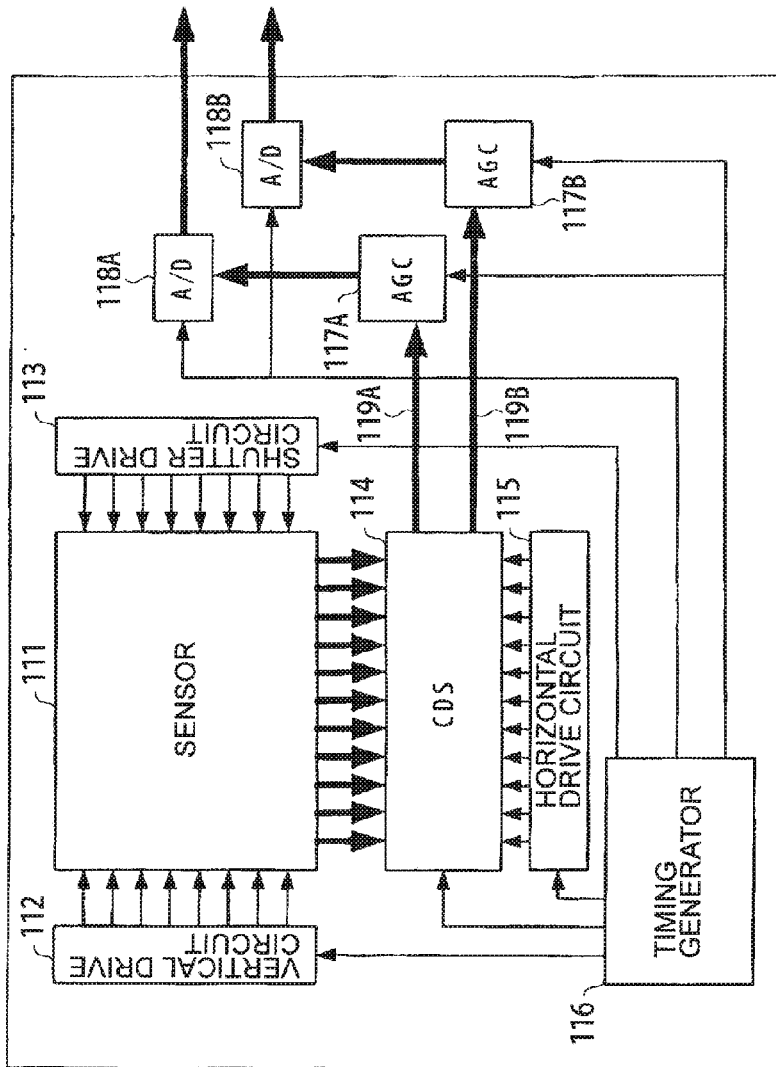 111
SENSOR
112
VERTICAL DRIVE
CIRCUIT
113
SHUTTER DRIVE
CIRCUIT
114
CDS
115
HORIZONTAL
DRIVE CIRCUIT
116
TIMING
GENERATOR
119A
119B
117A
AGC
117B
AGC
118A
A/D
118B
A/D